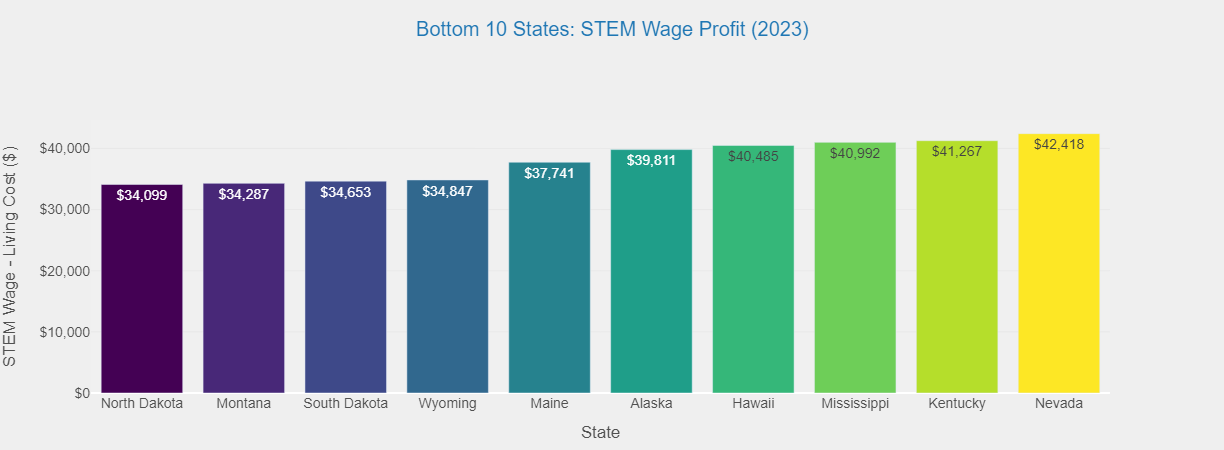 Bottom 10 States: STEM Wage Profit (2023)
STEM Wage - Living Cost ($)
$40,000
$30,000
$20,000
$10,000
$0
$34,099
$34,287
$34,653
$34,847
$37,741
$39,811
$40,485
$40,992
$41,267
$42,418
North Dakota
Montana
South Dakota
Wyoming
Maine
Alaska
Hawaii
Mississippi
Kentucky
Nevada
State